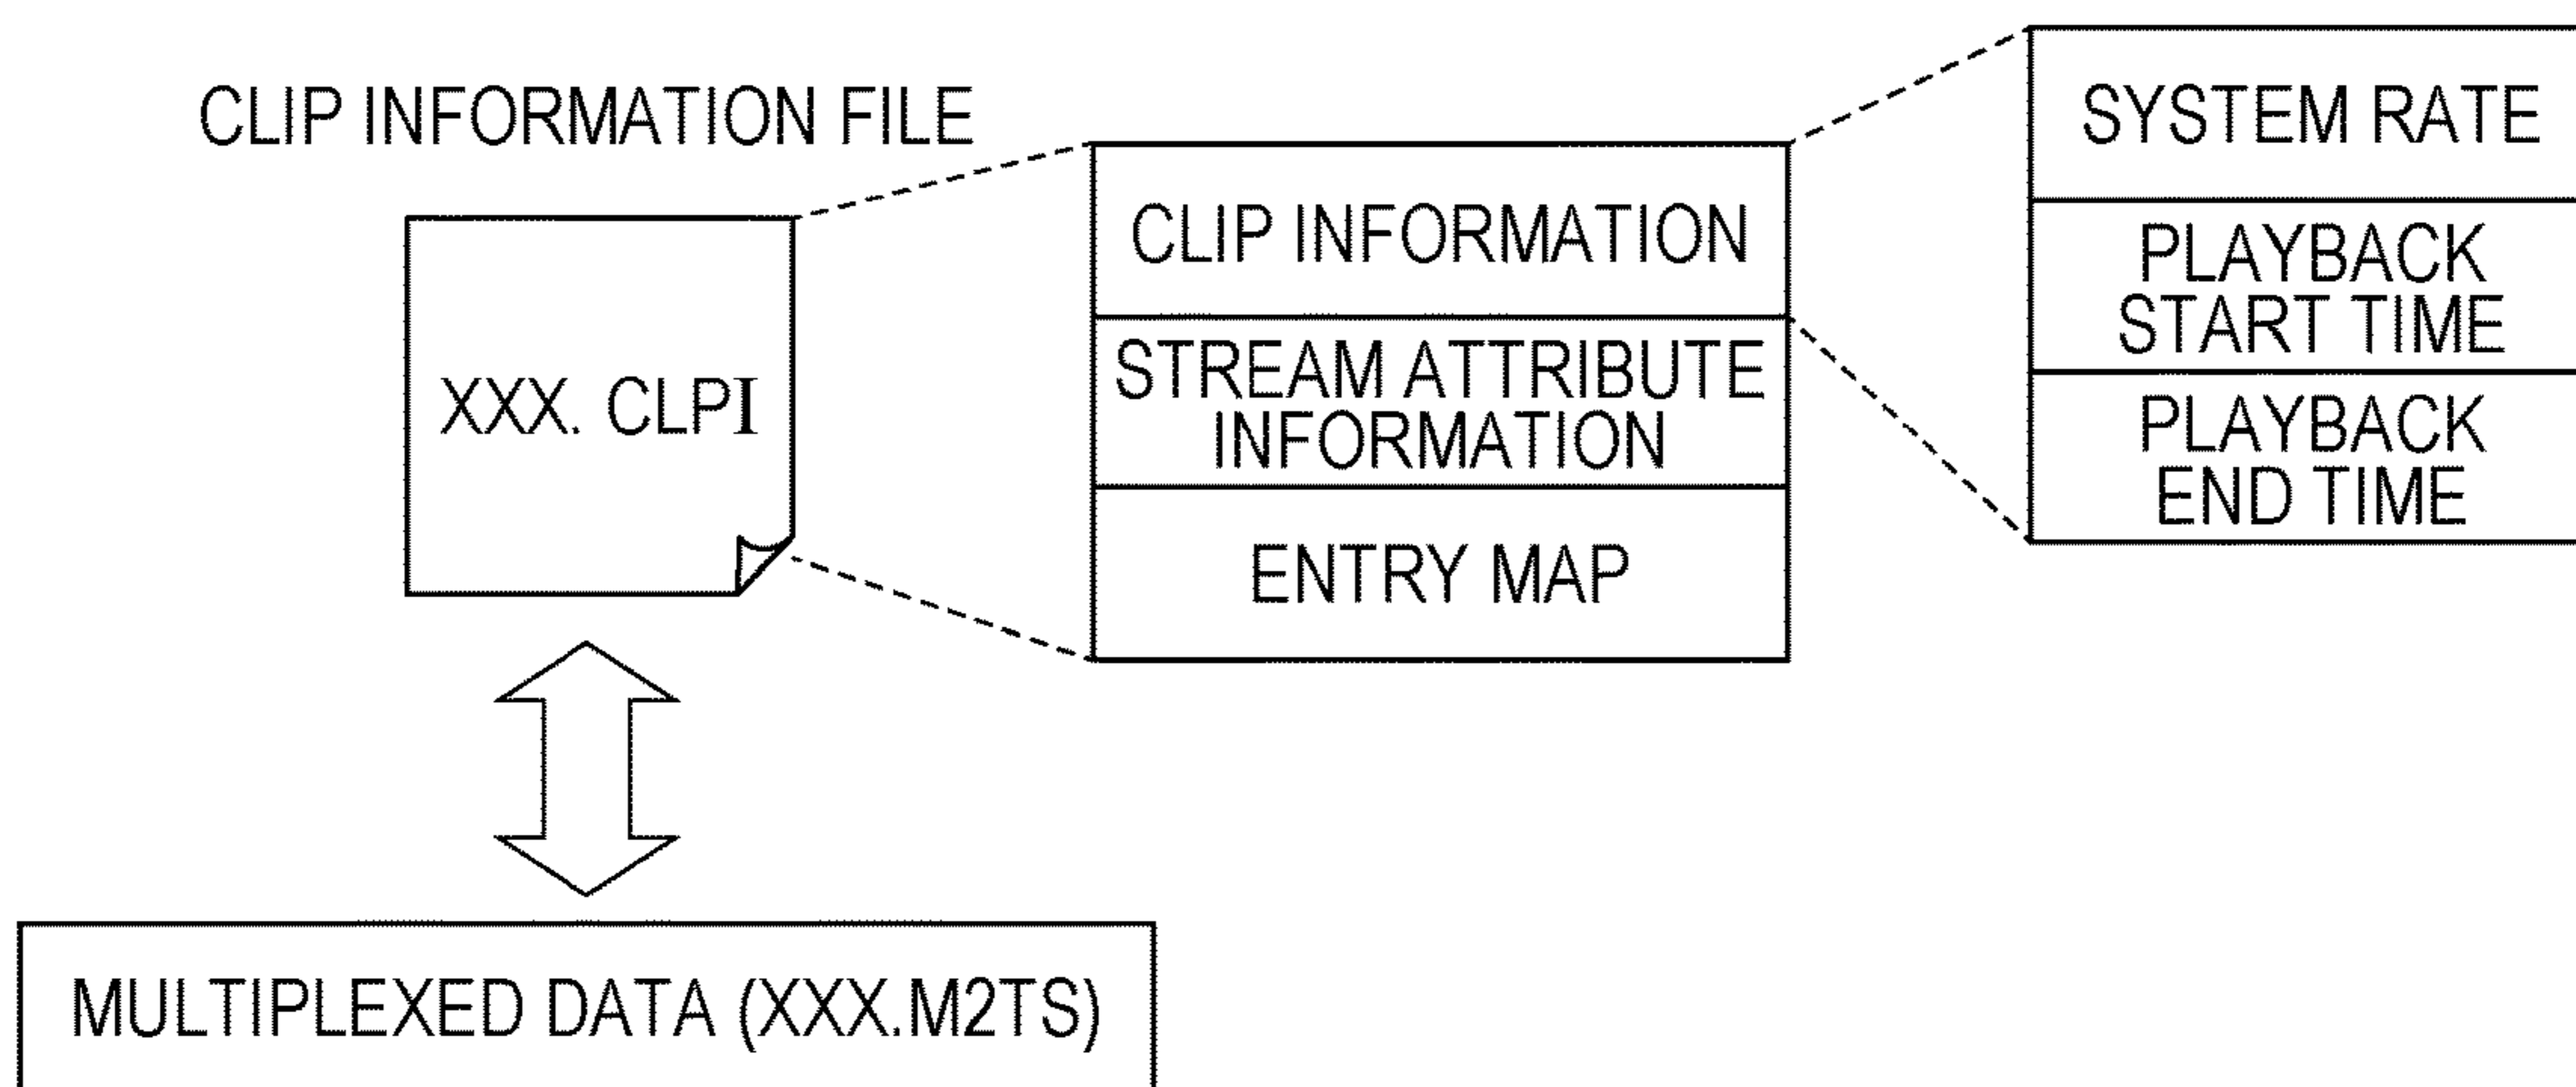 CLIP INFORMATION FILE
XXX. CLPI
CLIP INFORMATION
STREAM ATTRIBUTE
INFORMATION
ENTRY MAP
SYSTEM RATE
PLAYBACK
START TIME
PLAYBACK
END TIME
MULTIPLEXED DATA (XXX.M2TS)